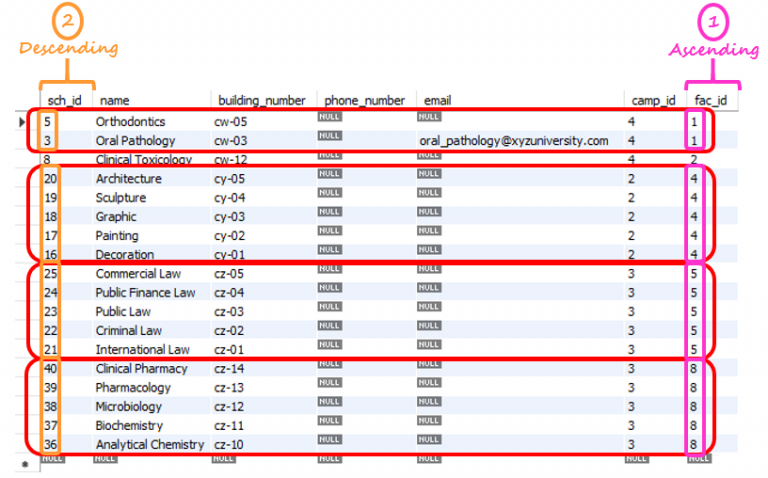 2 1
Descending Ascending
sch_id name building_number phone_number email camp_id fac_id
5 Orthodontics cw-05 NULL NULL 4 1
3 Oral Pathology cw-03 NULL oral_pathology@xyzuniversity.com 4 1
8 Clinical Toxicology cw-12 NULL NULL 4 2
20 Architecture cy-05 NULL NULL 2 4
19 Sculpture cy-04 NULL NULL 2 4
18 Graphic cy-03 NULL NULL 2 4
17 Painting cy-02 NULL NULL 2 4
16 Decoration cy-01 NULL NULL 2 4
25 Commercial Law cz-05 NULL NULL 3 5
24 Public Finance Law cz-04 NULL NULL 3 5
23 Public Law cz-03 NULL NULL 3 5
22 Criminal Law cz-02 NULL NULL 3 5
21 International Law cz-01 NULL NULL 3 5
40 Clinical Pharmacy cz-14 NULL NULL 3 8
39 Pharmacology cz-13 NULL NULL 3 8
38 Microbiology cz-12 NULL NULL 3 8
37 Biochemistry cz-11 NULL NULL 3 8
36 Analytical Chemistry cz-10 NULL NULL 3 8
* NULL NULL NULL NULL NULL NULL NULL